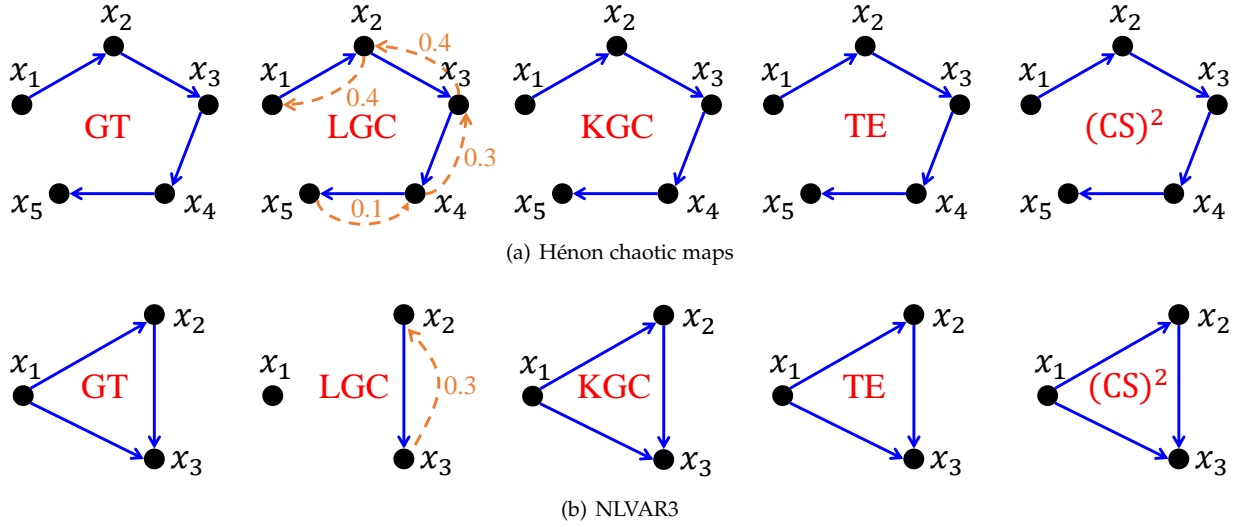 x₂ x₂ x₂ x₂ x₂
0.4
x₁ x₃ x₁ x₃ x₁ x₃ x₁ x₃ x₁ x₃
0.4
GT LGC KGC TE (CS)²
0.3
x₅ x₄ x₅ 0.1 x₄ x₅ x₄ x₅ x₄ x₅ x₄
(a) Hénon chaotic maps
x₂ x₂ x₂ x₂ x₂
x₁ GT x₁ LGC 0.3 x₁ KGC x₁ TE x₁ (CS)²
x₃ x₃ x₃ x₃ x₃
(b) NLVAR3